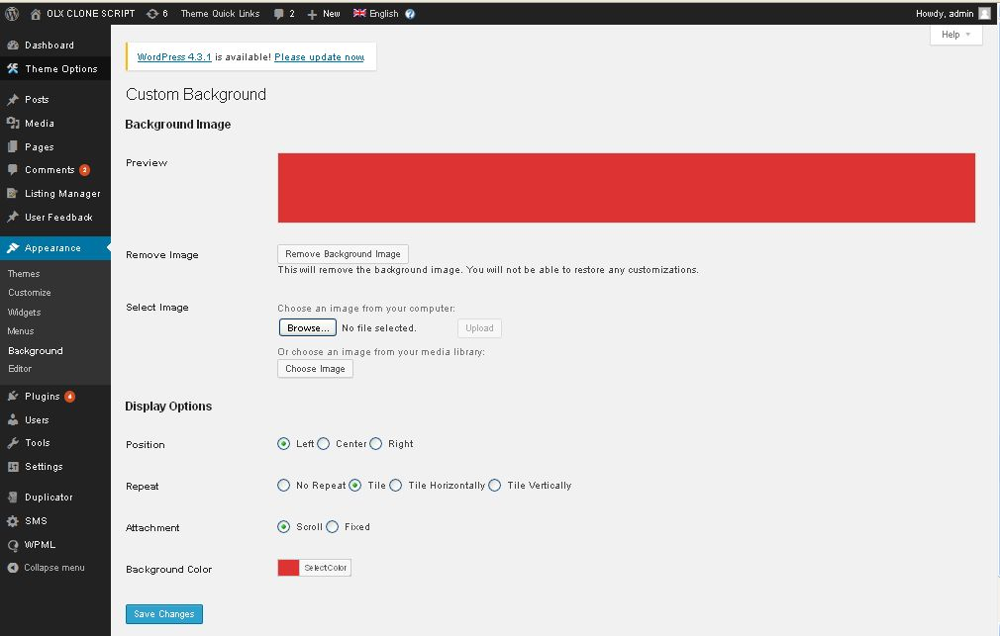 OLX CLONE SCRIPT 6 Theme Quick Links 2 New English Howdy, admin
Help
Dashboard
Theme Options
Posts
Media
Pages
Comments 2
Listing Manager
User Feedback
Appearance
Themes
Customize
Widgets
Menus
Background
Editor
Plugins 4
Users
Tools
Settings
Duplicator
SMS
WPML
Collapse menu
WordPress 4.3.1 is available! Please update now.
Custom Background
Background Image
Preview
Remove Image
Remove Background Image
This will remove the background image. You will not be able to restore any customizations.
Select Image
Choose an image from your computer:
Browse... No file selected. Upload
Or choose an image from your media library:
Choose Image
Display Options
Position Left Center Right
Repeat No Repeat Tile Tile Horizontally Tile Vertically
Attachment Scroll Fixed
Background Color Select Color
Save Changes